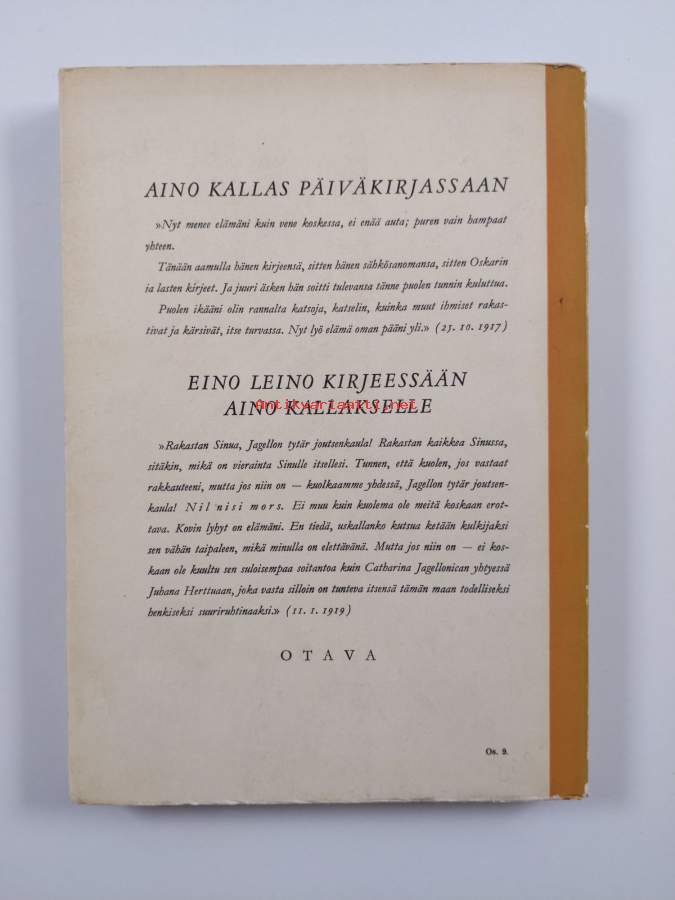 AINO KALLAS PÄIVÄKIRJASSAAN
»Nyt menee elämäni kuin vene koskessa, ei enää auta; puren vain hampaat
yhteen.
Tänään aamulla hänen kirjeensä, sitten hänen sähkösanomansa, sitten Oskarin
ja lasten kirjeet. Ja juuri äsken hän soitti tulevansa tänne puolen tunnin kuluttua.
Puolen ikääni olin rannalta katsoja, katselin, kuinka muut ihmiset rakas-
tivat ja kärsivät, itse turvassa. Nyt lyö elämä oman pääni yli.» (25. 10. 1917)
EINO LEINO KIRJEESSÄÄN
AINO KALLAKSELLE
Antikvariaatti.net
»Rakastan Sinua, Jagellon tytär joutsenkaula! Rakastan kaikkea Sinussa,
sitäkin, mikä on vierainta Sinulle itsellesi. Tunnen, että kuolen, jos vastaat
rakkauteeni, mutta jos niin on — kuolkaamme yhdessä, Jagellon tytär joutsen-
kaula! Nil nisi mors. Ei muu kuin kuolema ole meitä koskaan erot-
tava. Kovin lyhyt on elämäni. En tiedä, uskallanko kutsua ketään kulkijaksi
sen vähän taipaleen, mikä minulla on elettävänä. Mutta jos niin on — ei kos-
kaan ole kuultu sen suloisempaa soitantoa kuin Catharina Jagellonican yhtyessä
Juhana Herttuaan, joka vasta silloin on tunteva itsensä tämän maan todelliseksi
henkiseksi suuriruhtinaaksi.» (11. 1. 1919)
OTAVA
Os. 9.